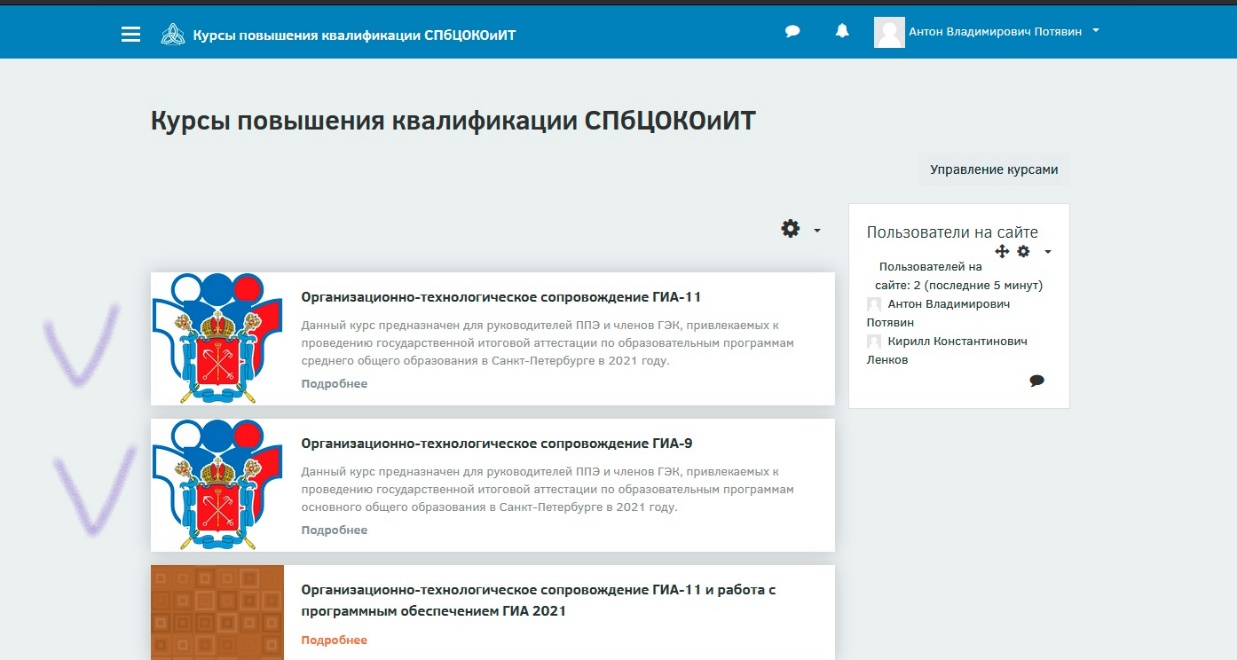 Курсы повышения квалификации СПбЦОКОиИТ
Антон Владимирович Потявин
Курсы повышения квалификации СПбЦОКОиИТ
Управление курсами
Организационно-технологическое сопровождение ГИА-11
Данный курс предназначен для руководителей ППЭ и членов ГЭК, привлекаемых к
проведению государственной итоговой аттестации по образовательным программам
среднего общего образования в Санкт-Петербурге в 2021 году.
Подробнее
Организационно-технологическое сопровождение ГИА-9
Данный курс предназначен для руководителей ППЭ и членов ГЭК, привлекаемых к
проведению государственной итоговой аттестации по образовательным программам
основного общего образования в Санкт-Петербурге в 2021 году.
Подробнее
Организационно-технологическое сопровождение ГИА-11 и работа с
программным обеспечением ГИА 2021
Подробнее
Пользователи на сайте
Пользователей на
сайте: 2 (последние 5 минут)
Антон Владимирович
Потявин
Кирилл Константинович
Ленков